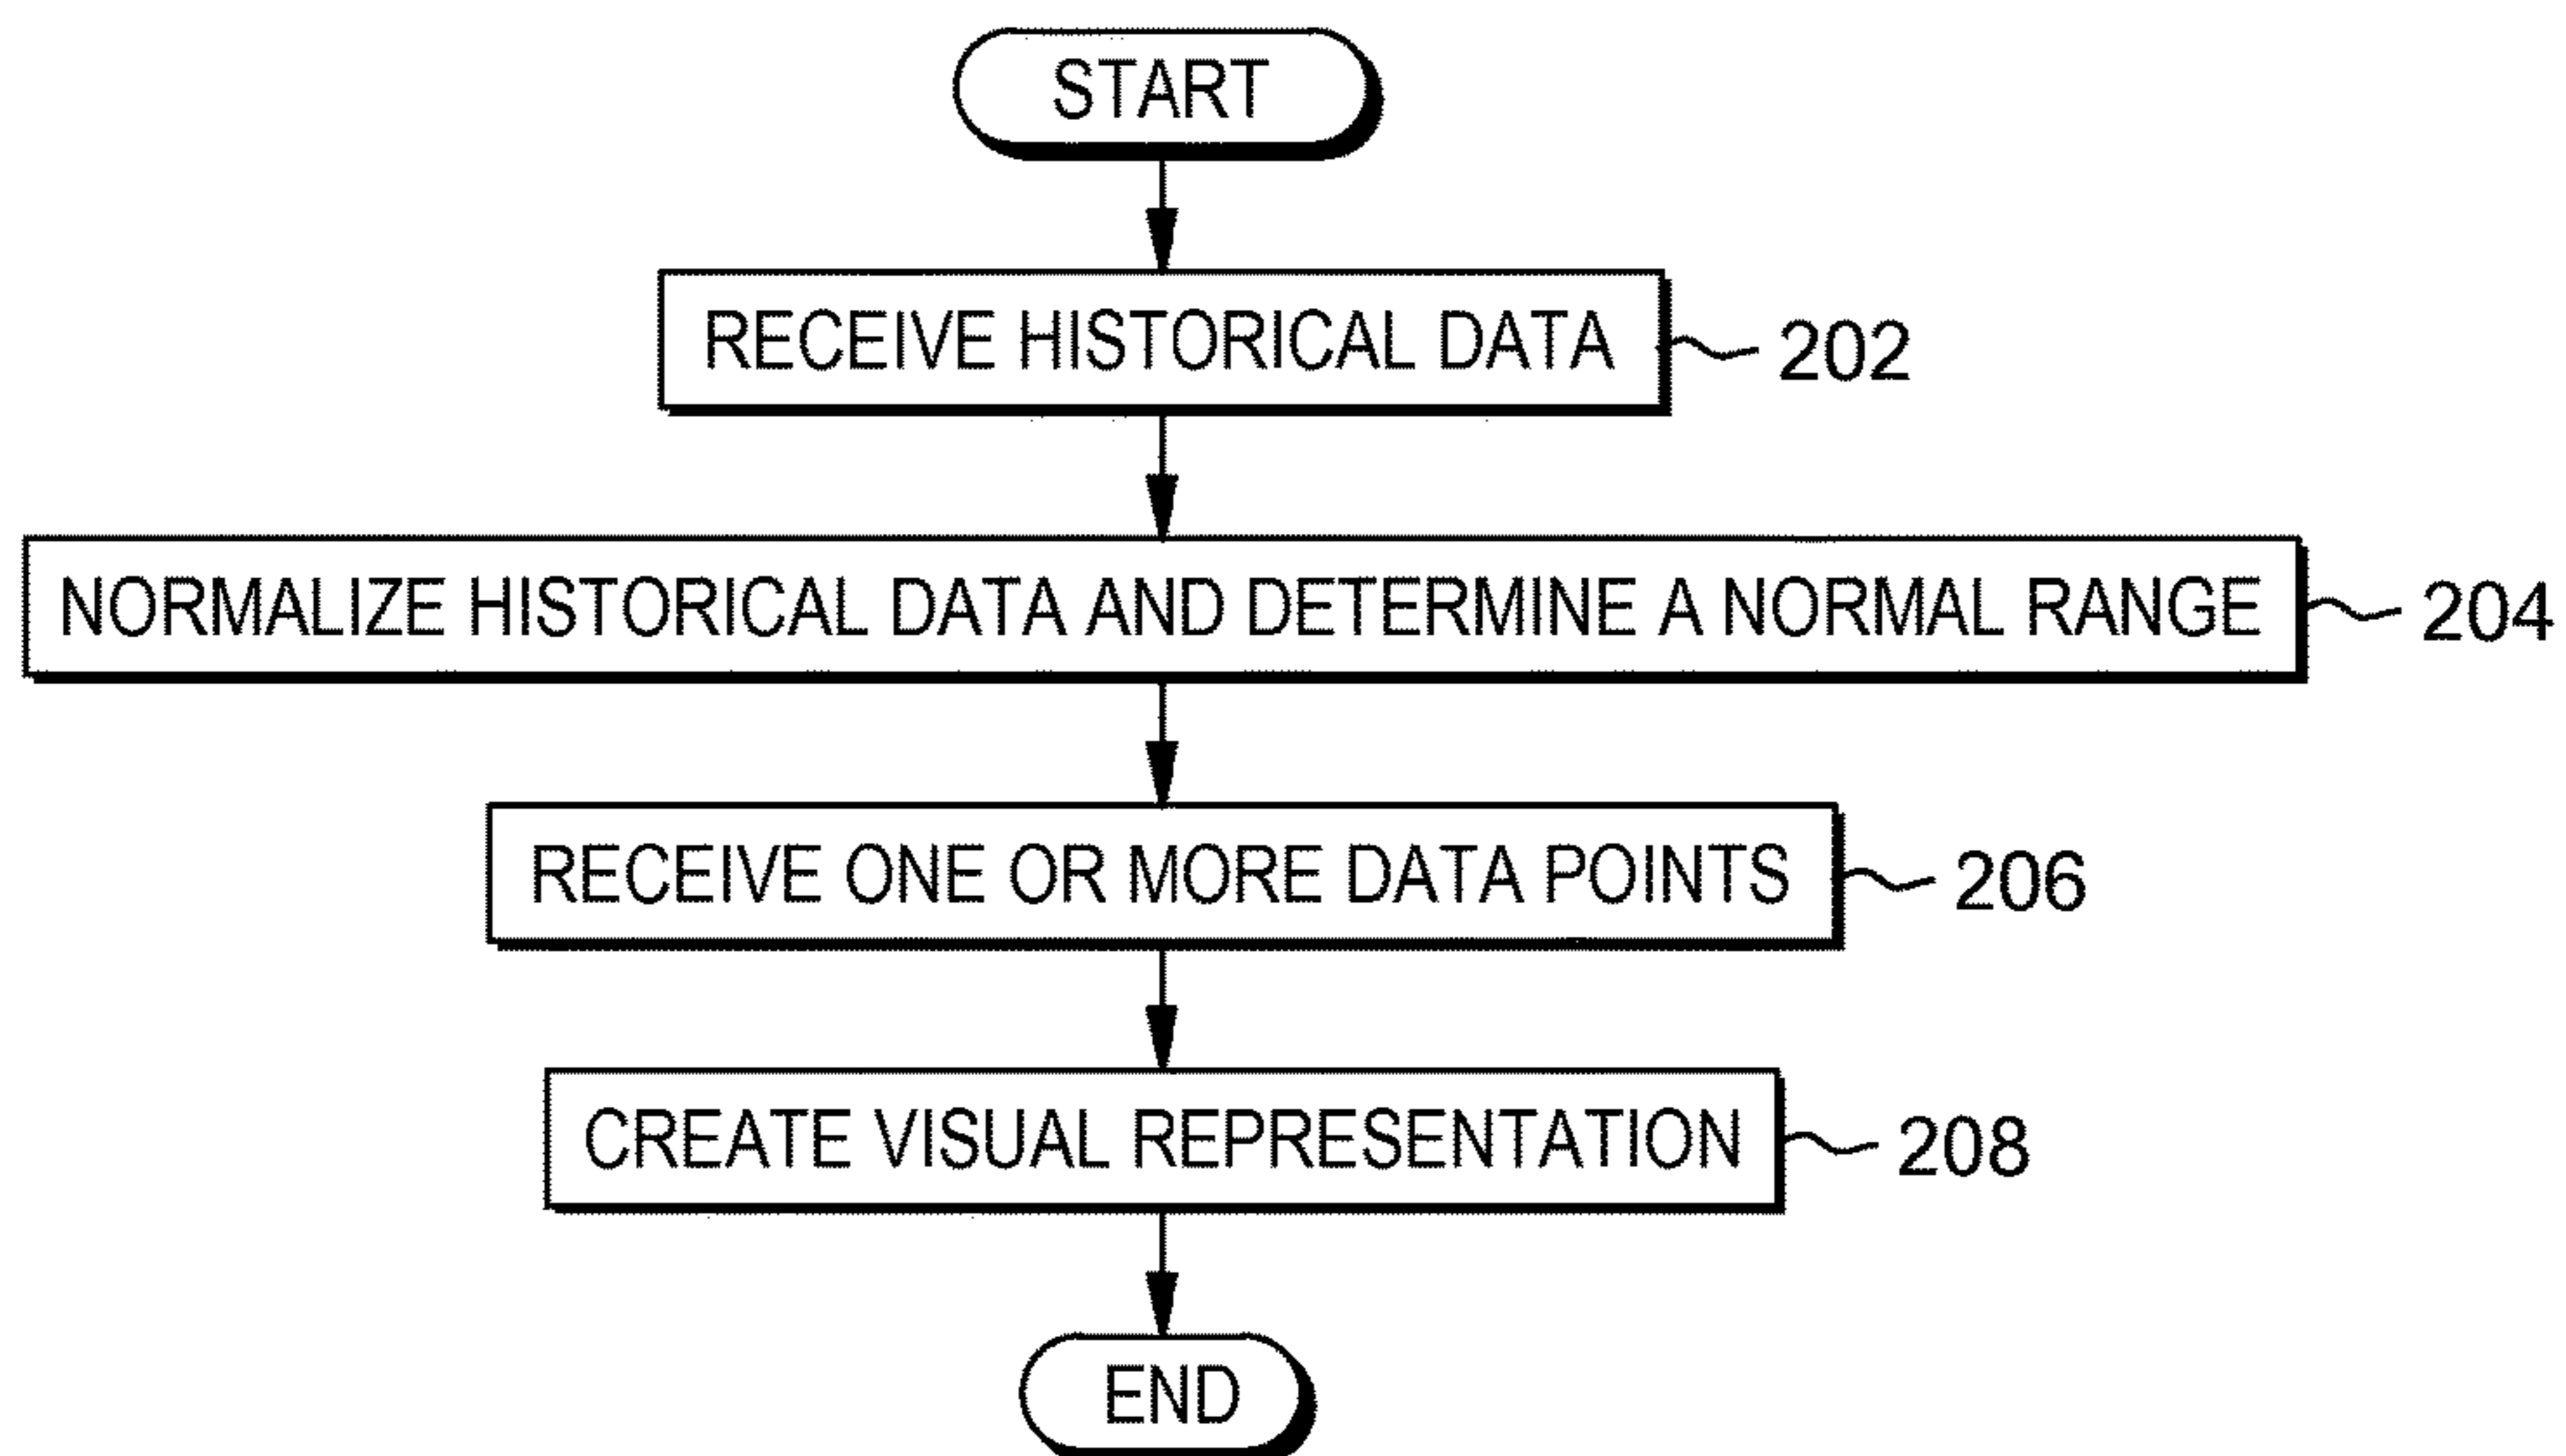 START
RECEIVE HISTORICAL DATA
202
NORMALIZE HISTORICAL DATA AND DETERMINE A NORMAL RANGE
204
RECEIVE ONE OR MORE DATA POINTS
206
CREATE VISUAL REPRESENTATION
208
END